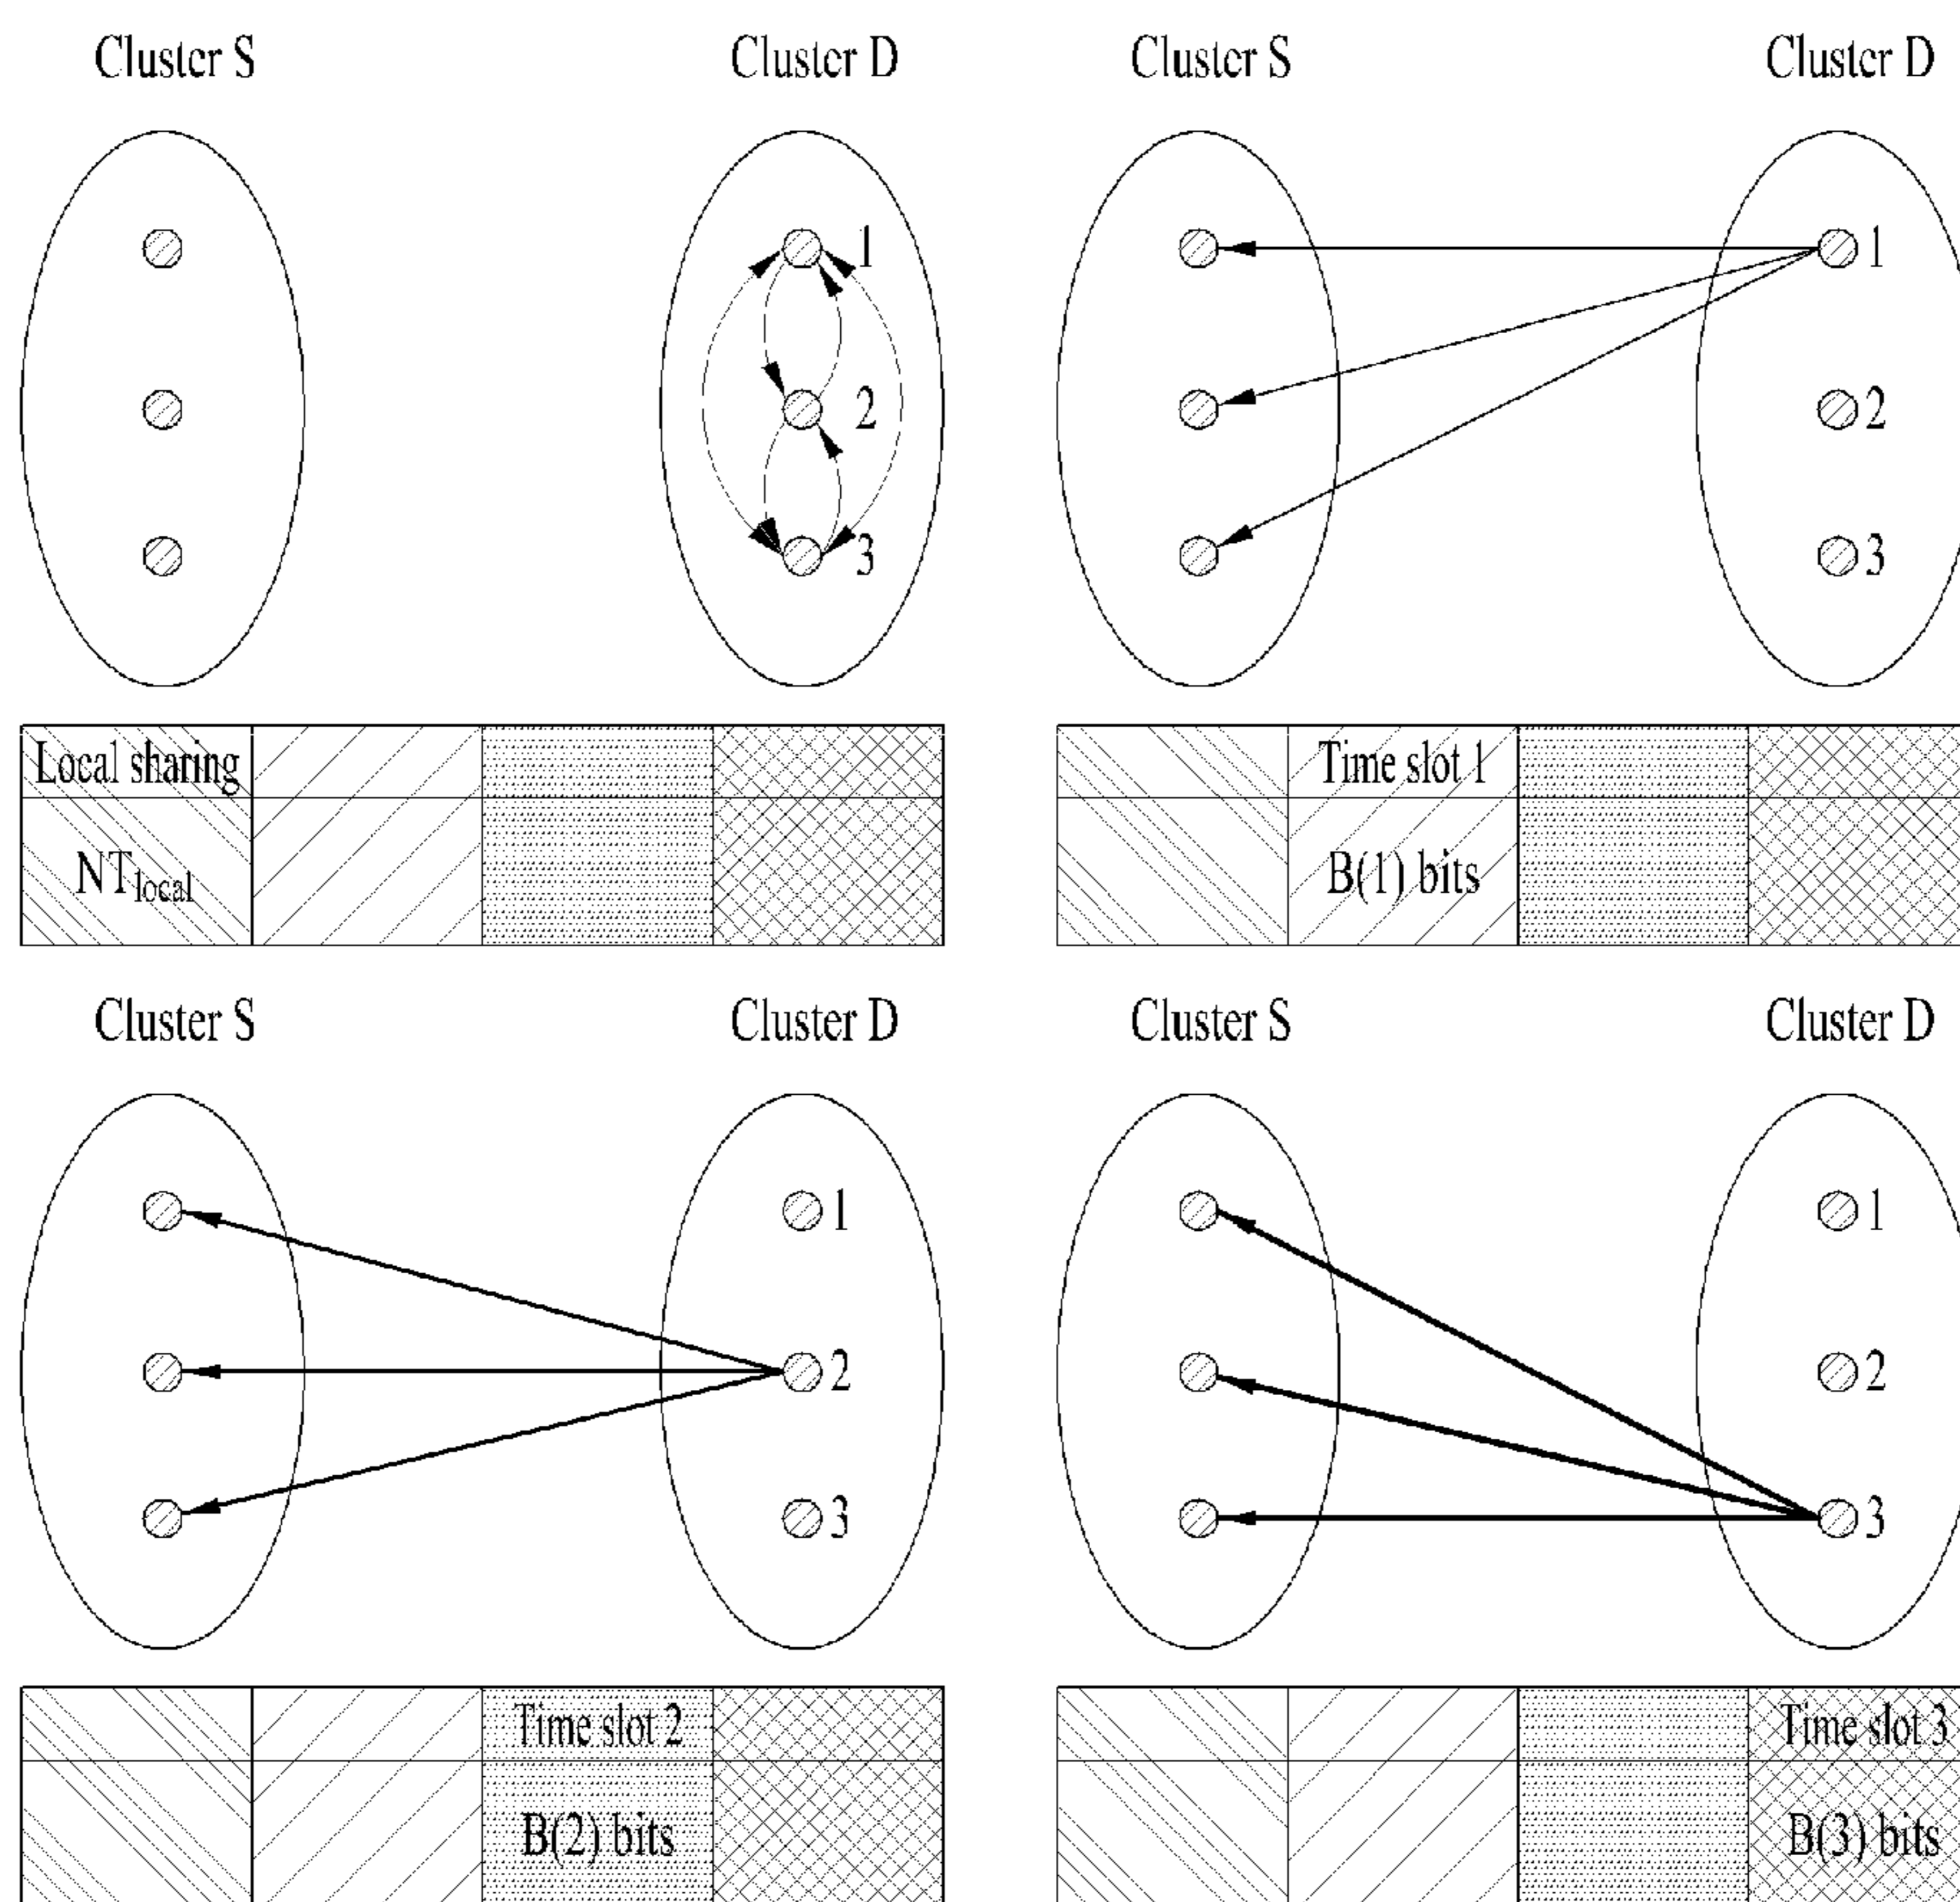 Cluster S
Cluster D
1
2
3
Local sharing
NTlocal
Cluster S
Cluster D
1
2
3
Time slot 1
B(1) bits
Cluster S
Cluster D
1
2
3
Time slot 2
B(2) bits
Cluster S
Cluster D
1
2
3
Time slot 3
B(3) bits